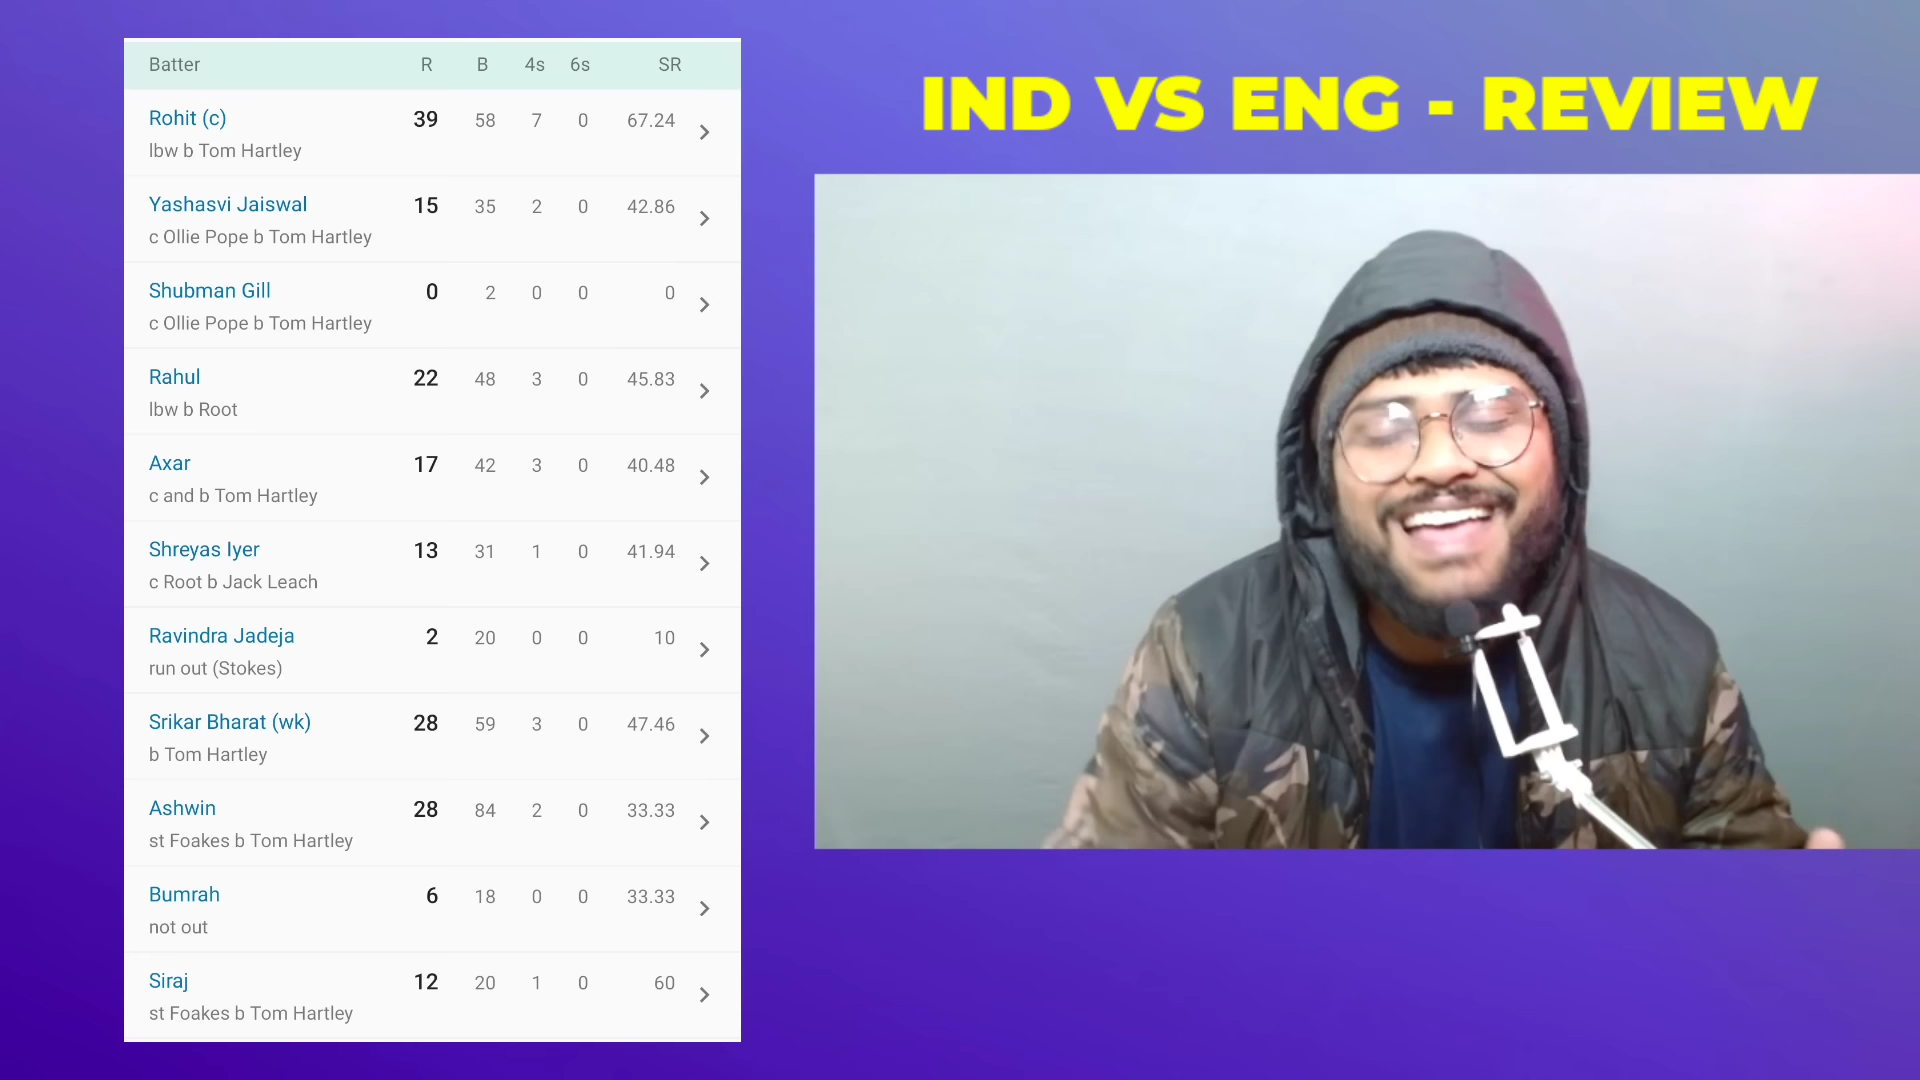 IND VS ENG - REVIEW
Batter R B 4s 6s SR
Rohit (c) 39 58 7 0 67.24
lbw b Tom Hartley
Yashasvi Jaiswal 15 35 2 0 42.86
c Ollie Pope b Tom Hartley
Shubman Gill 0 2 0 0 0
c Ollie Pope b Tom Hartley
Rahul 22 48 3 0 45.83
lbw b Root
Axar 17 42 3 0 40.48
c and b Tom Hartley
Shreyas Iyer 13 31 1 0 41.94
c Root b Jack Leach
Ravindra Jadeja 2 20 0 0 10
run out (Stokes)
Srikar Bharat (wk) 28 59 3 0 47.46
b Tom Hartley
Ashwin 28 84 2 0 33.33
st Foakes b Tom Hartley
Bumrah 6 18 0 0 33.33
not out
Siraj 12 20 1 0 60
st Foakes b Tom Hartley